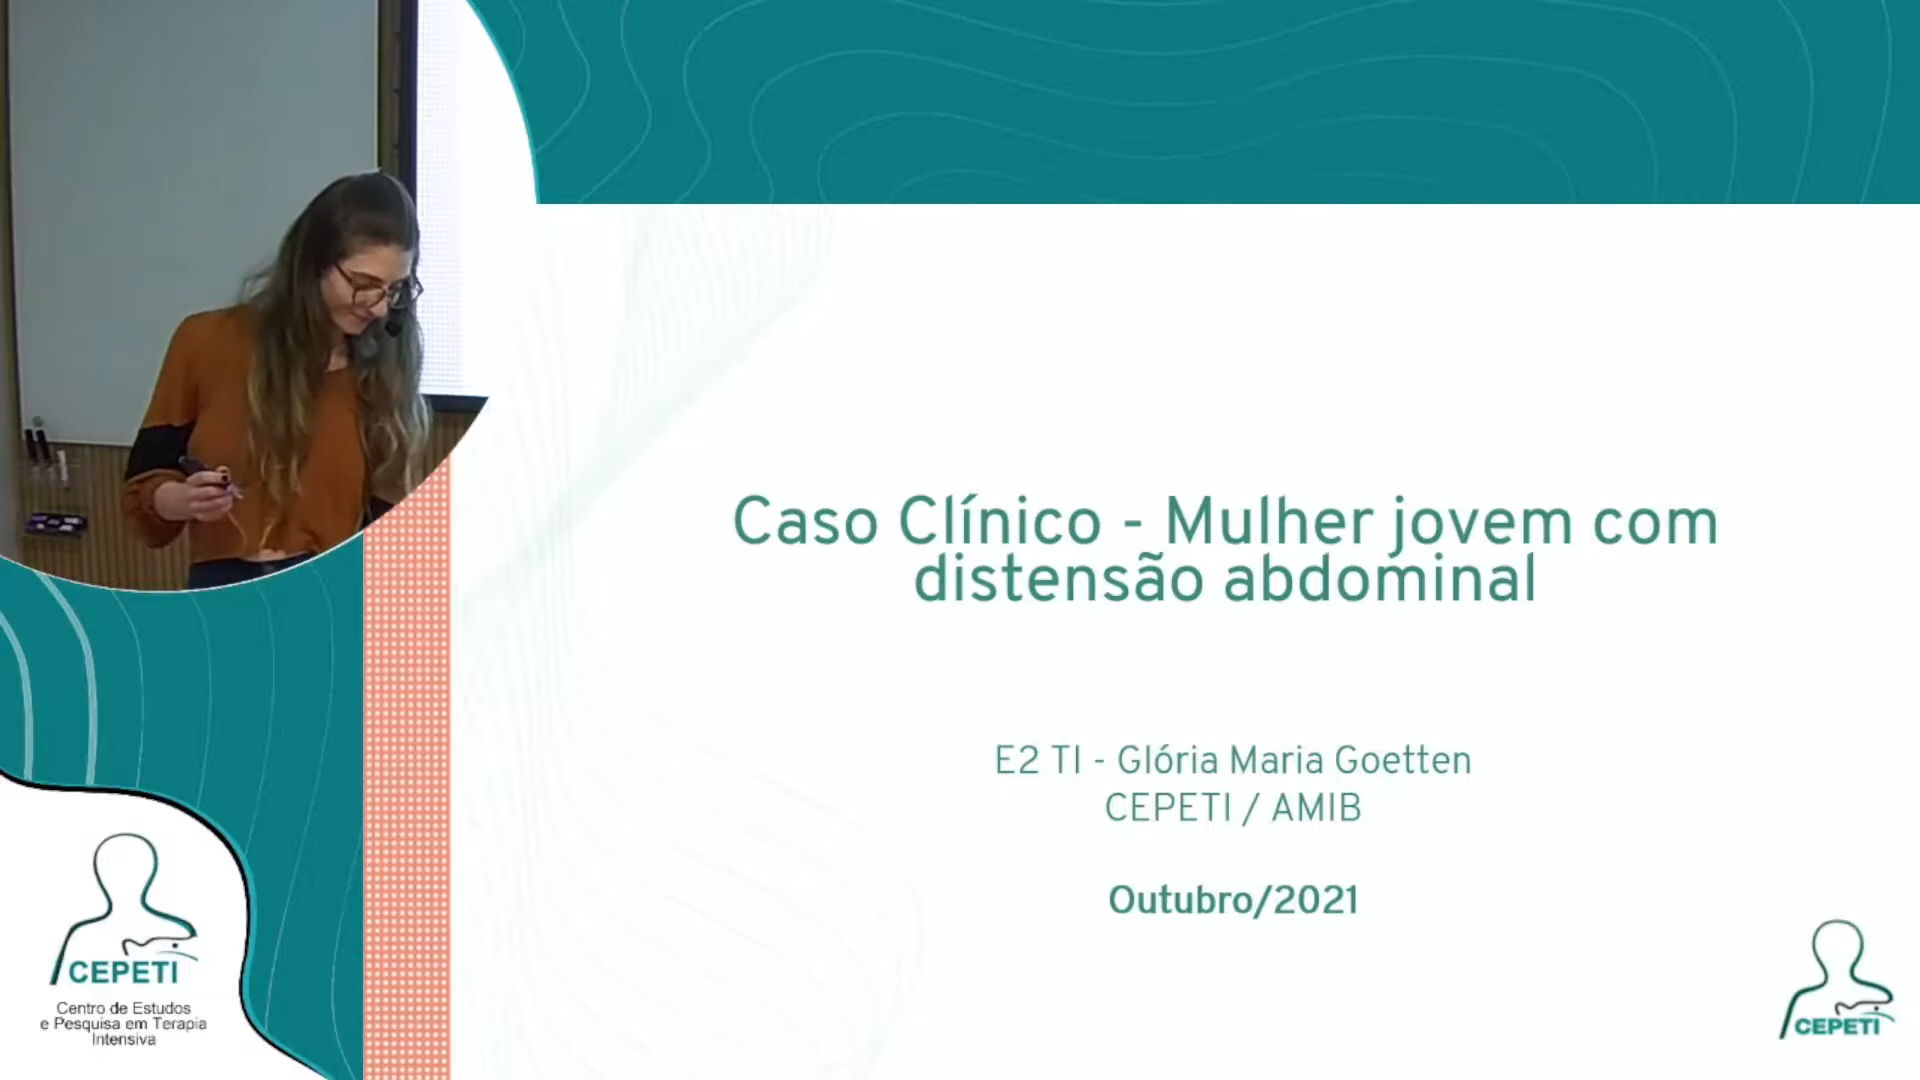 Caso Clínico - Mulher jovem com
distensão abdominal
E2 TI - Glória Maria Goetten
CEPETI / AMIB
Outubro/2021
CEPETI
Centro de Estudos
e Pesquisa em Terapia
Intensiva
CEPETI